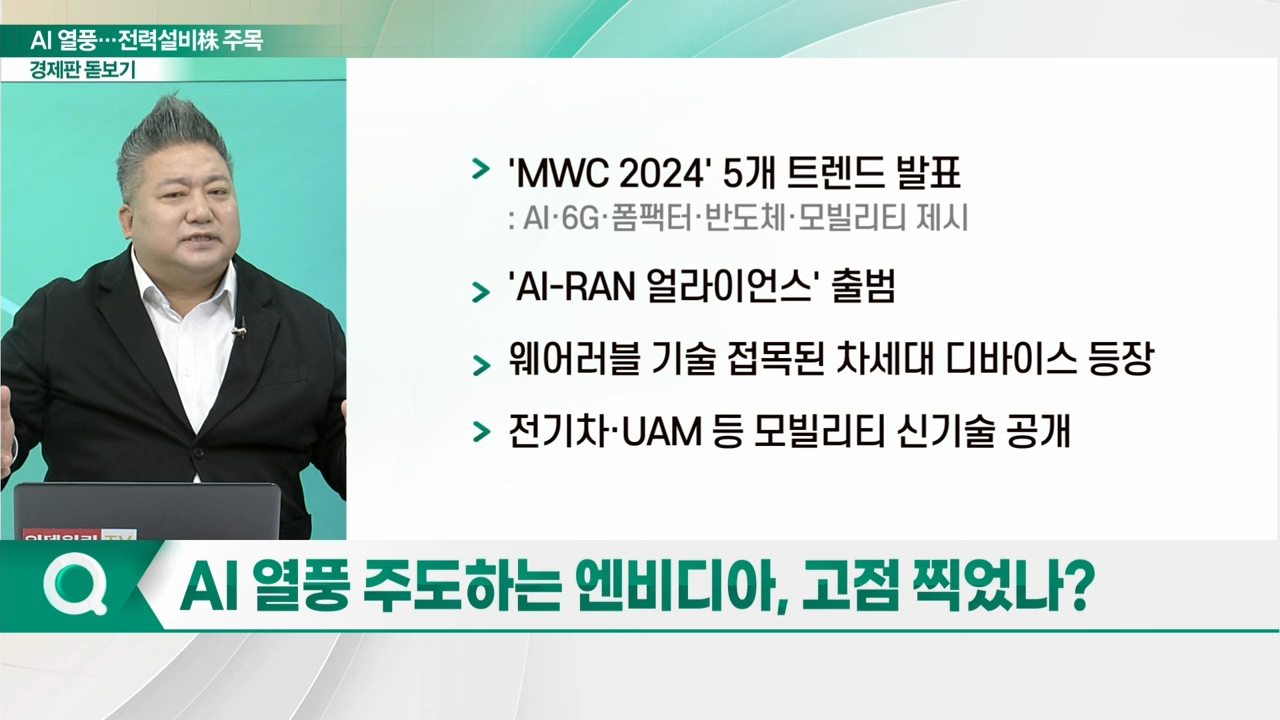 AI 열풍…전력설비株 주목
경제판 돋보기
'MWC 2024' 5개 트렌드 발표
: AI·6G·폼팩터·반도체·모빌리티 제시
'AI-RAN 얼라이언스' 출범
웨어러블 기술 접목된 차세대 디바이스 등장
전기차·UAM 등 모빌리티 신기술 공개
AI 열풍 주도하는 엔비디아, 고점 찍었나?